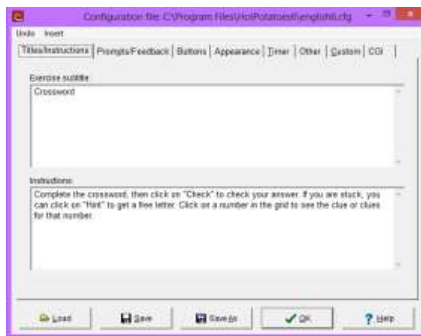 Configuration file: C:\Program Files\HotPotatoes6\english6.cfg
Undo Insert
Titles/Instructions Prompts/Feedback Buttons Appearance Timer Other Custom CGI
Exercise subtitle:
Crossword
Instructions:
Complete the crossword, then click on "Check" to check your answer. If you are stuck, you
can click on "Hint" to get a free letter. Click on a number in the grid to see the clue or clues
for that number.
Load Save Save As OK Help